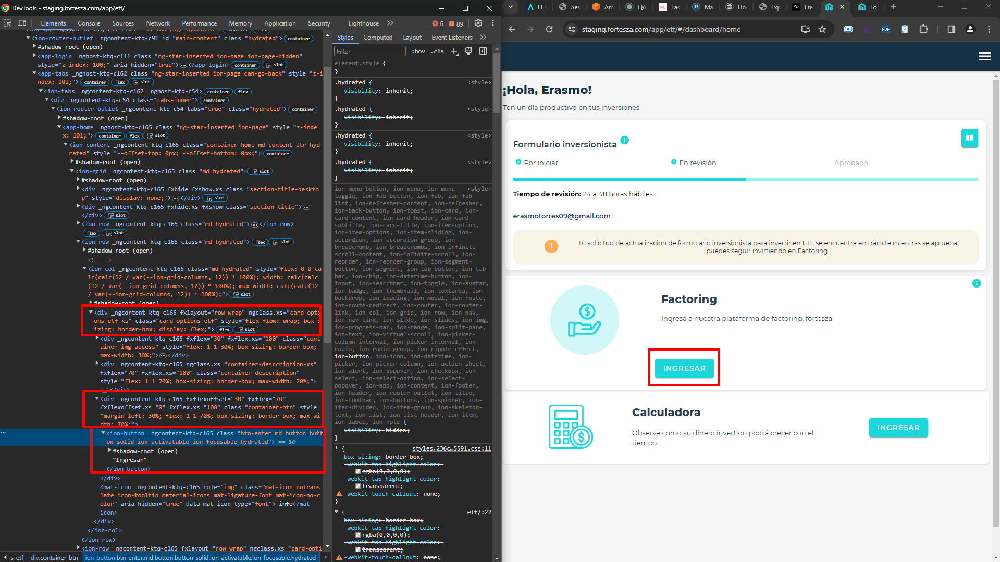 DevTools - staging.fortesza.com/app/etf/
Elements Console Sources Network Performance Memory Application Security Lighthouse 6 89
<ion-router-outlet _ngcontent-ktq-c91 id="main-content" class="hydrated"> container
#shadow-root (open)
<app-login _nghost-ktq-c111 class="ng-star-inserted ion-page ion-page-hidden"
style="z-index: 100;" aria-hidden="true"> … </app-login> container slot
<app-tabs _nghost-ktq-c162 class="ng-star-inserted ion-page can-go-back" style="z-i
ndex: 101;"> container flex slot
<ion-tabs _ngcontent-ktq-c162 _nghost-ktq-c54> container flex
<div _ngcontent-ktq-c54 class="tabs-inner"> container
<ion-router-outlet _ngcontent-ktq-c54 tabs="true" class="hydrated"> container
#shadow-root (open)
<app-home _nghost-ktq-c165 class="ng-star-inserted ion-page" style="z-inde
x: 101;"> container flex slot
<ion-content _ngcontent-ktq-c165 class="container-home md content-ltr hyd
rated" style="--offset-top: 0px; --offset-bottom: 0px;"> container
#shadow-root (open)
<ion-grid _ngcontent-ktq-c165 class="md hydrated"> slot
#shadow-root (open)
<div _ngcontent-ktq-c165 fxhide fxshow.xs class="section-title-deskto
p" style="display: none;"> … </div> slot
<div _ngcontent-ktq-c165 fxhide.xs fxshow class="section-title"> …
</div> slot
<ion-row _ngcontent-ktq-c165 class="md hydrated"> … </ion-row>
flex slot
<ion-row _ngcontent-ktq-c165 class="md hydrated"> flex slot
#shadow-root (open)
<!---->
<ion-col _ngcontent-ktq-c165 class="md hydrated" style="flex: 0 0 ca
lc(calc(12 / var(--ion-grid-columns, 12)) * 100%); width: calc(calc
(12 / var(--ion-grid-columns, 12)) * 100%); max-width: calc(calc(12
/ var(--ion-grid-columns, 12)) * 100%);"> slot
#shadow-root (open)
<div _ngcontent-ktq-c165 fxlayout="row wrap" ngclass.xs="card-opti
ons-etf-xs" class="card-options-etf" style="flex-flow: wrap; box-s
izing: border-box; display: flex;"> flex slot
<div _ngcontent-ktq-c165 fxflex="30" fxflex.xs="100" class="cont
ainer-img-access" style="flex: 1 1 30%; box-sizing: border-box;
max-width: 30%;"> … </div>
<div _ngcontent-ktq-c165 ngclass.xs="container-desccription-xs"
fxflex="70" fxflex.xs="100" class="container-desccription"
style="flex: 1 1 70%; box-sizing: border-box; max-width: 70%;">
… </div>
<div _ngcontent-ktq-c165 fxflexoffset="30" fxflex="70"
fxflexoffset.xs="0" fxflex.xs="100" class="container-btn" style=
"margin-left: 30%; flex: 1 1 70%; box-sizing: border-box; max-wi
dth: 70%;">
<ion-button _ngcontent-ktq-c165 class="btn-enter md button butt
on-solid ion-activatable ion-focusable hydrated"> == $0
#shadow-root (open)
"Ingresar"
</ion-button>
</div>
<mat-icon _ngcontent-ktq-c165 role="img" class="mat-icon notrans
late icon-tooltip material-icons mat-ligature-font mat-icon-no-c
olor" aria-hidden="true" data-mat-icon-type="font"> info</mat-
icon>
</div>
</ion-col>
</ion-row>
<ion-row _ngcontent-ktq-c165 fxlayout="row wrap" ngclass.xs="card-opti
s-etf div.container-btn ion-button.btn-enter.md.button.button-solid.ion-activatable.ion-focusable.hydrated
Styles Computed Layout Event Listeners
Filter :hov .cls
element.style {
}
.hydrated { <style>
visibility: inherit;
}
.hydrated { <style>
visibility: inherit;
}
.hydrated { <style>
visibility: inherit;
}
.hydrated { <style>
visibility: inherit;
}
ion-menu-button, ion-menu, ion-menu- <style>
toggle, ion-fab-button, ion-fab, ion-fab-
list, ion-refresher-content, ion-refresher,
ion-back-button, ion-toast, ion-card, ion-
card-content, ion-card-header, ion-card-
subtitle, ion-card-title, ion-item-option,
ion-item-options, ion-item-sliding, ion-
accordion, ion-accordion-group, ion-
breadcrumb, ion-breadcrumbs, ion-infinite-
scroll-content, ion-infinite-scroll, ion-
reorder, ion-reorder-group, ion-segment-
button, ion-segment, ion-tab-button, ion-tab-
bar, ion-chip, ion-datetime-button, ion-
input, ion-searchbar, ion-toggle, ion-avatar,
ion-badge, ion-thumbnail, ion-textarea, ion-
backdrop, ion-loading, ion-modal, ion-route,
ion-route-redirect, ion-router, ion-router-
link, ion-col, ion-grid, ion-row, ion-nav,
ion-nav-link, ion-slide, ion-slides, ion-img,
ion-progress-bar, ion-range, ion-split-pane,
ion-text, ion-virtual-scroll, ion-picker-
column-internal, ion-picker-internal, ion-
radio, ion-radio-group, ion-ripple-effect,
ion-button, ion-icon, ion-datetime, ion-
picker, ion-picker-column, ion-action-sheet,
ion-alert, ion-popover, ion-checkbox, ion-
select, ion-select-option, ion-select-
popover, ion-app, ion-content, ion-footer,
ion-header, ion-router-outlet, ion-title,
ion-toolbar, ion-buttons, ion-spinner, ion-
item-divider, ion-item-group, ion-skeleton-
text, ion-list, ion-list-header, ion-item,
ion-label, ion-note {
visibility: hidden;
}
* { styles.236c…5591.css:11
box-sizing: border-box;
-webkit-tap-highlight-color:
rgba(0,0,0,0);
-webkit-tap-highlight-color:
transparent;
-webkit-touch-callout: none;
}
* { etf/:22
box-sizing: border-box;
-webkit-tap-highlight-color:
rgba(0,0,0,0);
-webkit-tap-highlight-color:
transparent;
-webkit-touch-callout: none;
EFI Ses Am QA NC Las Ma Ho Exp Fre For
staging.fortesza.com/app/etf/#/dashboard/home PDF
¡Hola, Erasmo!
Ten un día productivo en tus inversiones
Formulario inversionista
Por iniciar En revisión Aprobado
Tiempo de revisión: 24 a 48 horas hábiles.
erasmotorres09@gmail.com
Tu solicitud de actualización de formulario inversionista para invertir en ETF se encuentra en trámite mientras se aprueba
puedes seguir invirtiendo en Factoring.
Factoring
Ingresa a nuestra plataforma de factoring, fortesza
INGRESAR
Calculadora
Observe como su dinero invertido podrá crecer con el
tiempo
INGRESAR